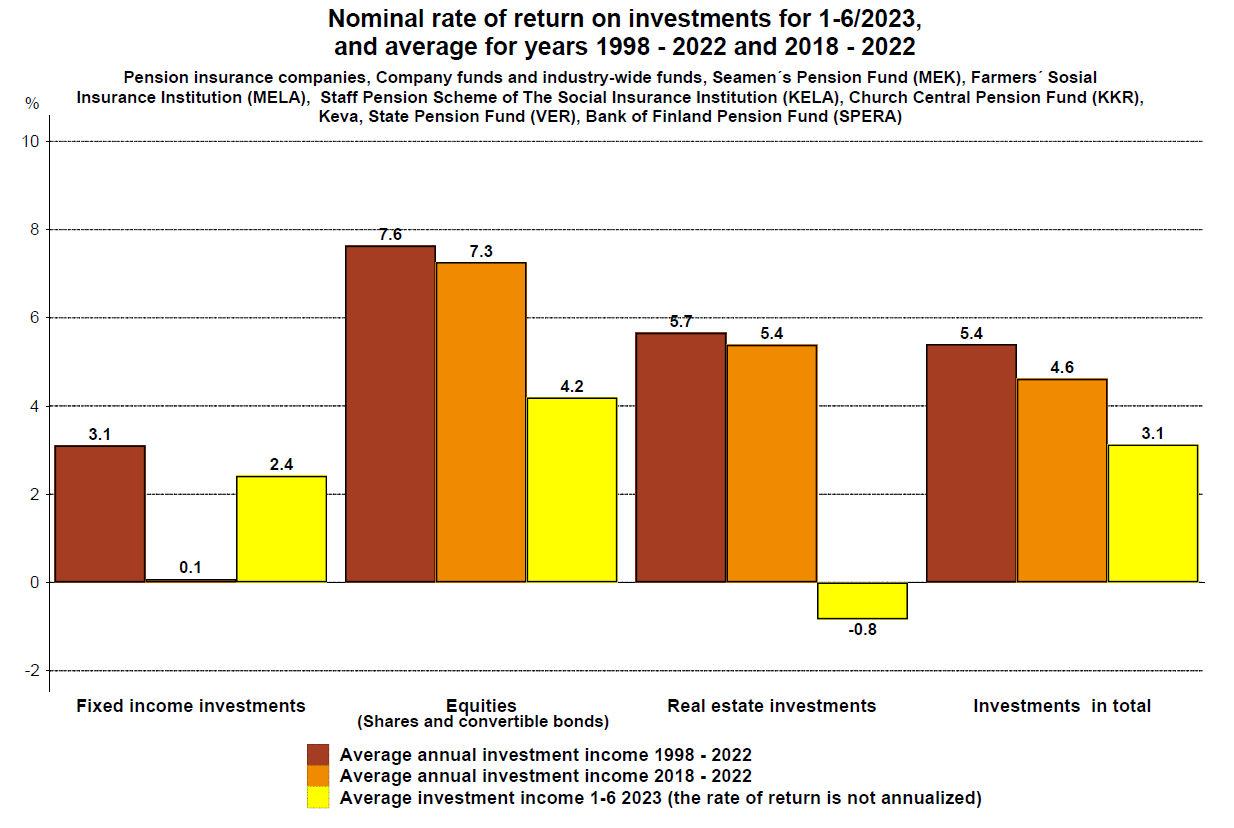 Nominal rate of return on investments for 1-6/2023,
and average for years 1998 - 2022 and 2018 - 2022
Pension insurance companies, Company funds and industry-wide funds, Seamen´s Pension Fund (MEK), Farmers´ Sosial
Insurance Institution (MELA), Staff Pension Scheme of The Social Insurance Institution (KELA), Church Central Pension Fund (KKR),
Keva, State Pension Fund (VER), Bank of Finland Pension Fund (SPERA)
%
10
8
6
4
2
0
-2
3.1
0.1
2.4
7.6
7.3
4.2
5.7
5.4
-0.8
5.4
4.6
3.1
Fixed income investments
Equities
(Shares and convertible bonds)
Real estate investments
Investments in total
Average annual investment income 1998 - 2022
Average annual investment income 2018 - 2022
Average investment income 1-6 2023 (the rate of return is not annualized)